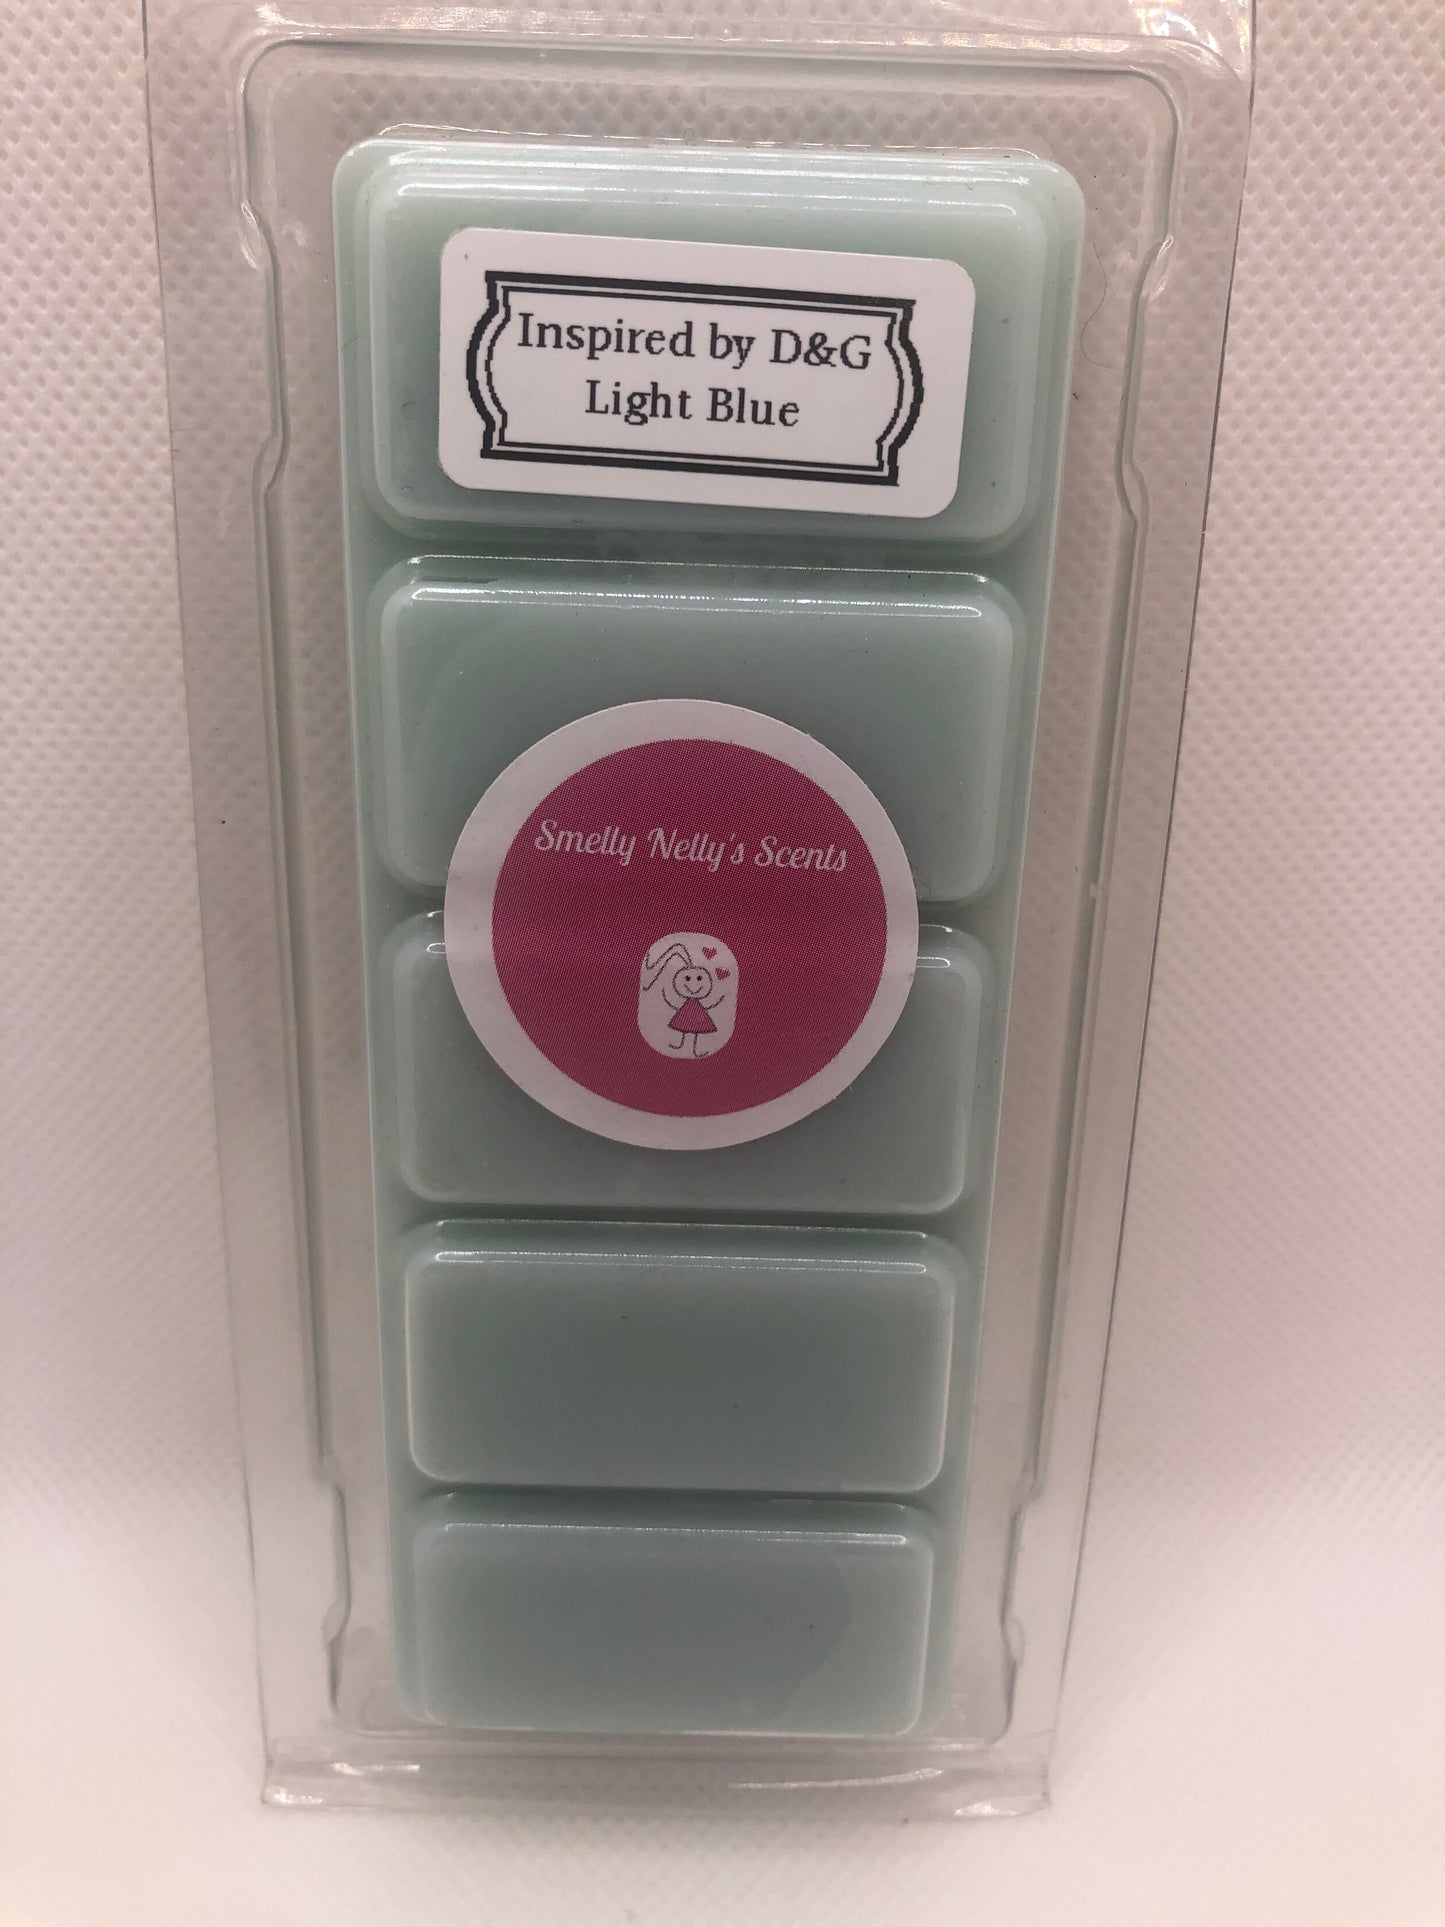 Inspired by D&G
Light Blue
Smelly Nelly's Scents